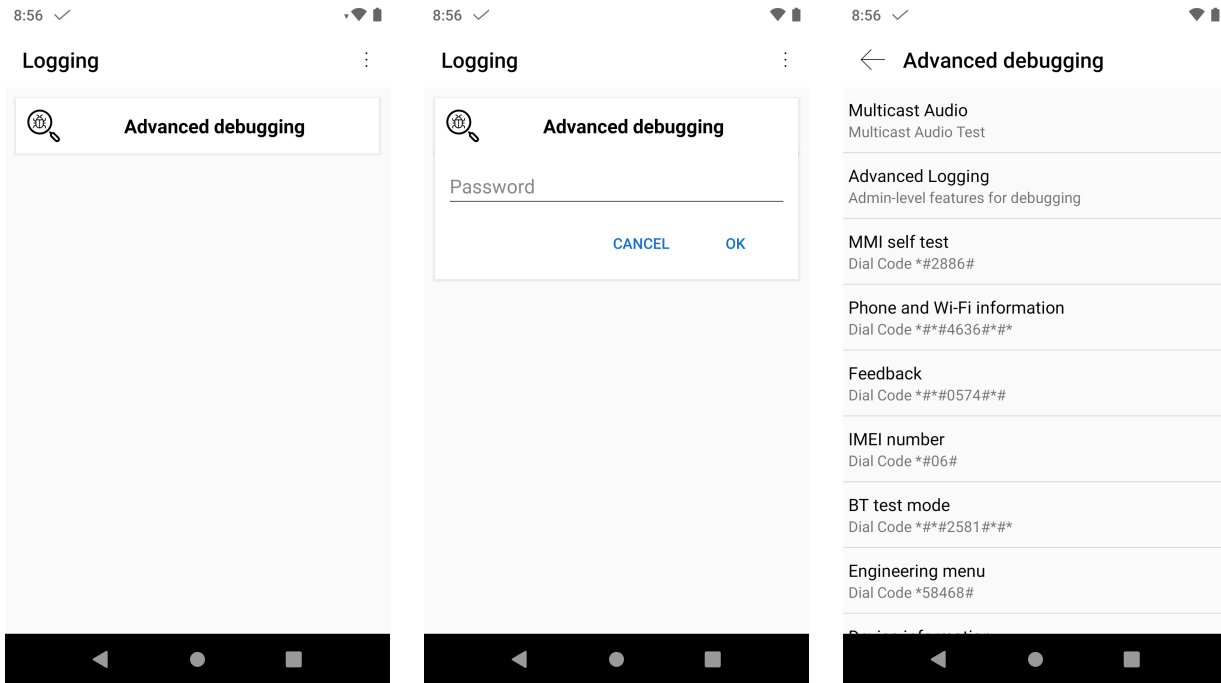 8:56
Logging
Advanced debugging
8:56
Logging
Advanced debugging
Password
CANCEL OK
8:56
Advanced debugging
Multicast Audio
Multicast Audio Test
Advanced Logging
Admin-level features for debugging
MMI self test
Dial Code *#2886#
Phone and Wi-Fi information
Dial Code *#*#4636#*#*
Feedback
Dial Code *#*#0574#*#
IMEI number
Dial Code *#06#
BT test mode
Dial Code *#*#2581#*#*
Engineering menu
Dial Code *58468#
Device information